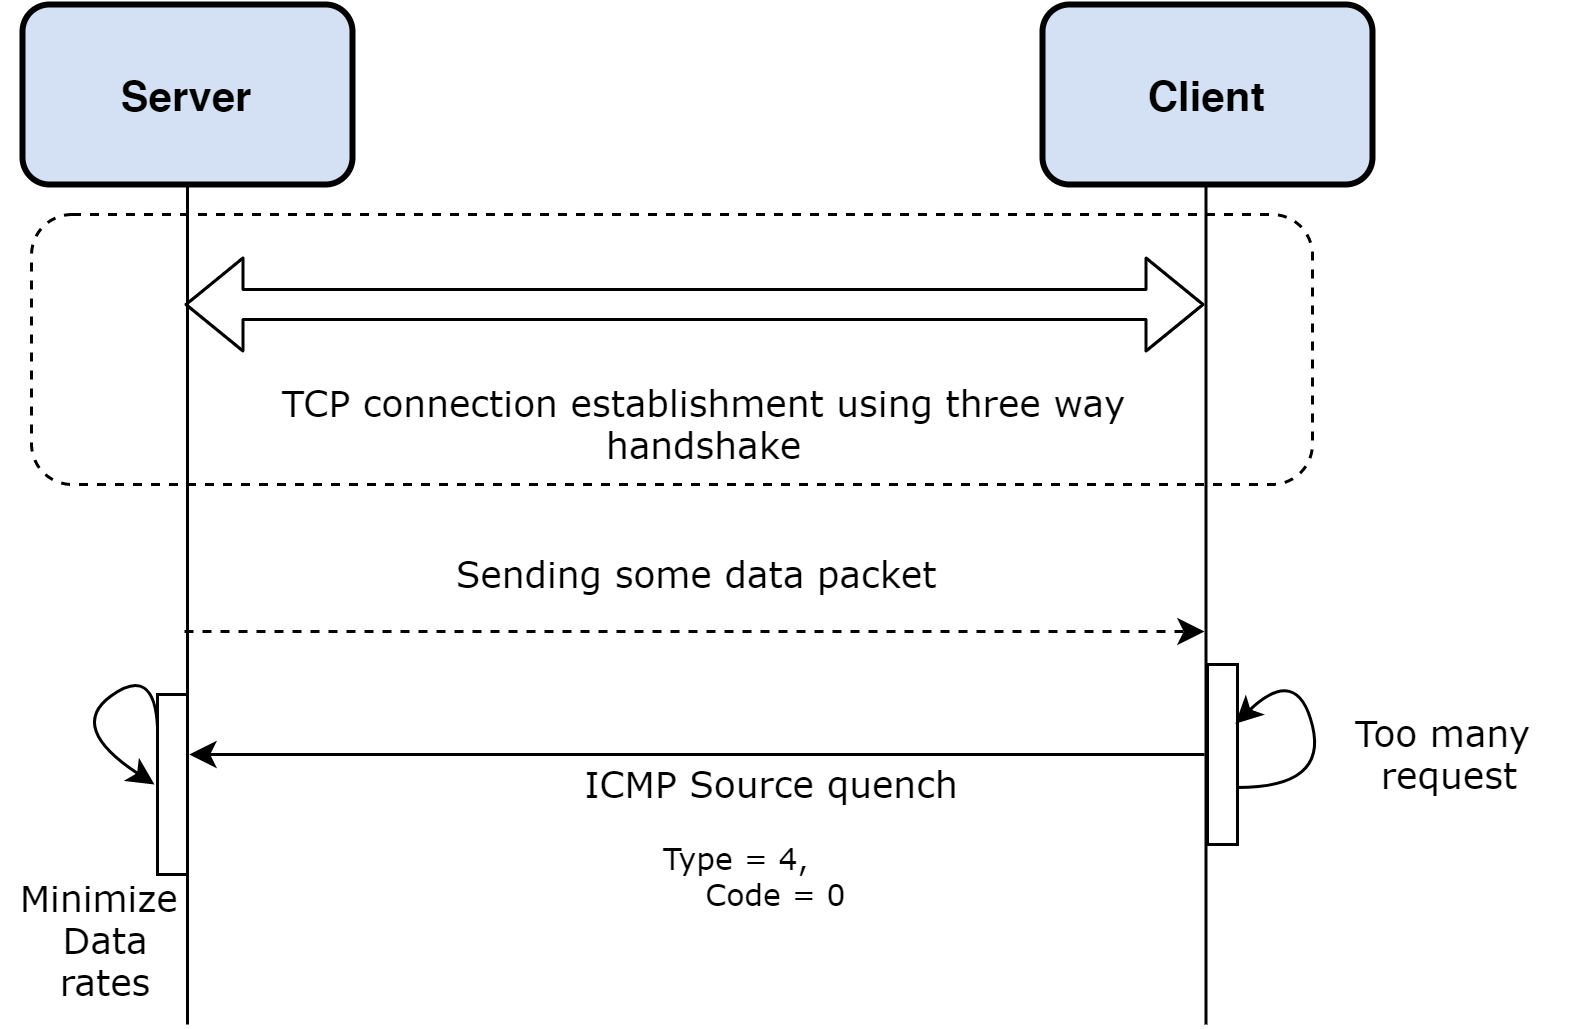 Server
Client
TCP connection establishment using three way
handshake
Sending some data packet
Too many
request
ICMP Source quench
Type = 4,
Code = 0
Minimize
Data
rates